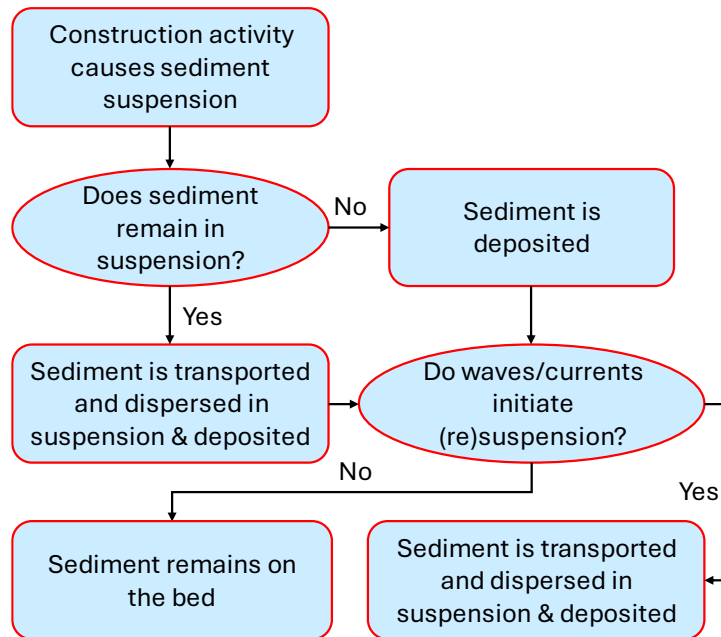 Construction activity
causes sediment
suspension
Does sediment
remain in
suspension?
No
Sediment is
deposited
Yes
Sediment is transported
and dispersed in
suspension & deposited
Do waves/currents
initiate
(re)suspension?
No
Yes
Sediment remains on
the bed
Sediment is transported
and dispersed in
suspension & deposited